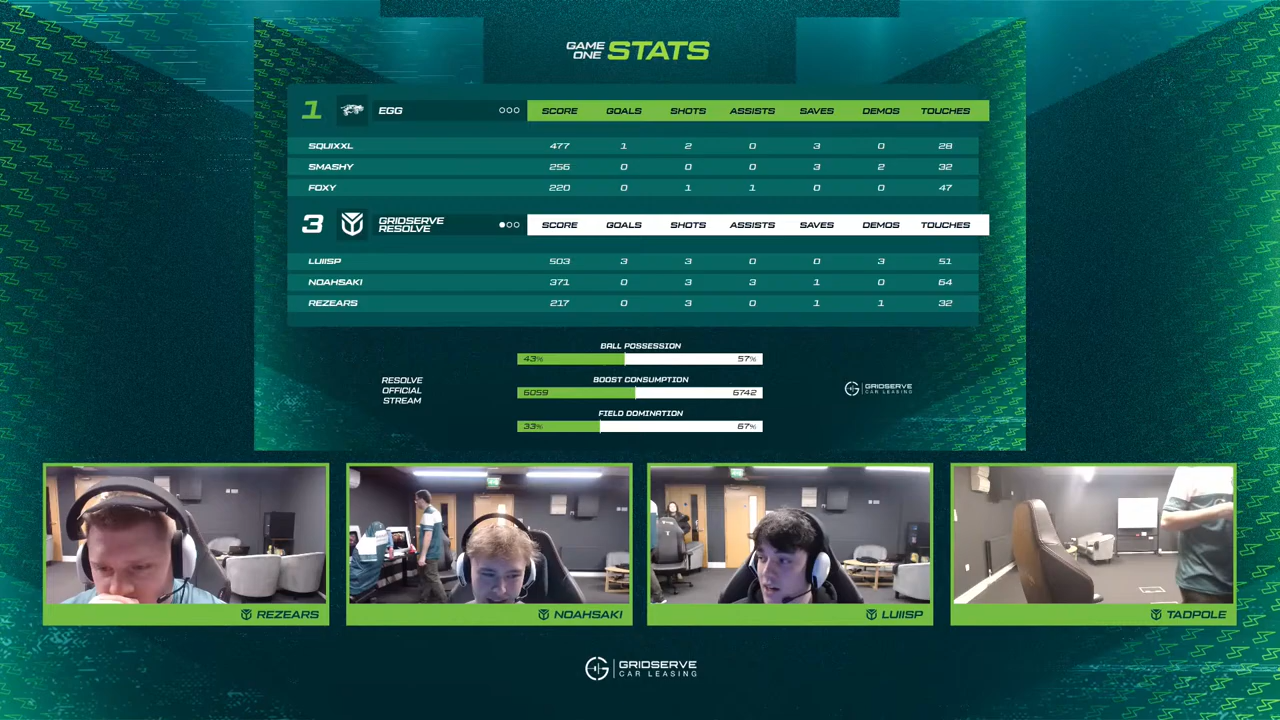 GAME ONE STATS
1 EGG SCORE GOALS SHOTS ASSISTS SAVES DEMOS TOUCHES
SQUIXXL 477 1 2 0 3 0 28
SMASHY 256 0 0 0 3 2 32
FOXY 220 0 1 1 0 0 47
3 GRIDSERVE RESOLVE SCORE GOALS SHOTS ASSISTS SAVES DEMOS TOUCHES
LUIISP 503 3 3 0 0 3 51
NOAHSAKI 371 0 3 3 1 0 64
REZEARS 217 0 3 0 1 1 32
BALL POSSESSION
43% 57%
RESOLVE
OFFICIAL
STREAM
BOOST CONSUMPTION
6059 6742
GRIDSERVE
CAR LEASING
FIELD DOMINATION
33% 67%
REZEARS
NOAHSAKI
LUIISP
TADPOLE
GRIDSERVE
CAR LEASING